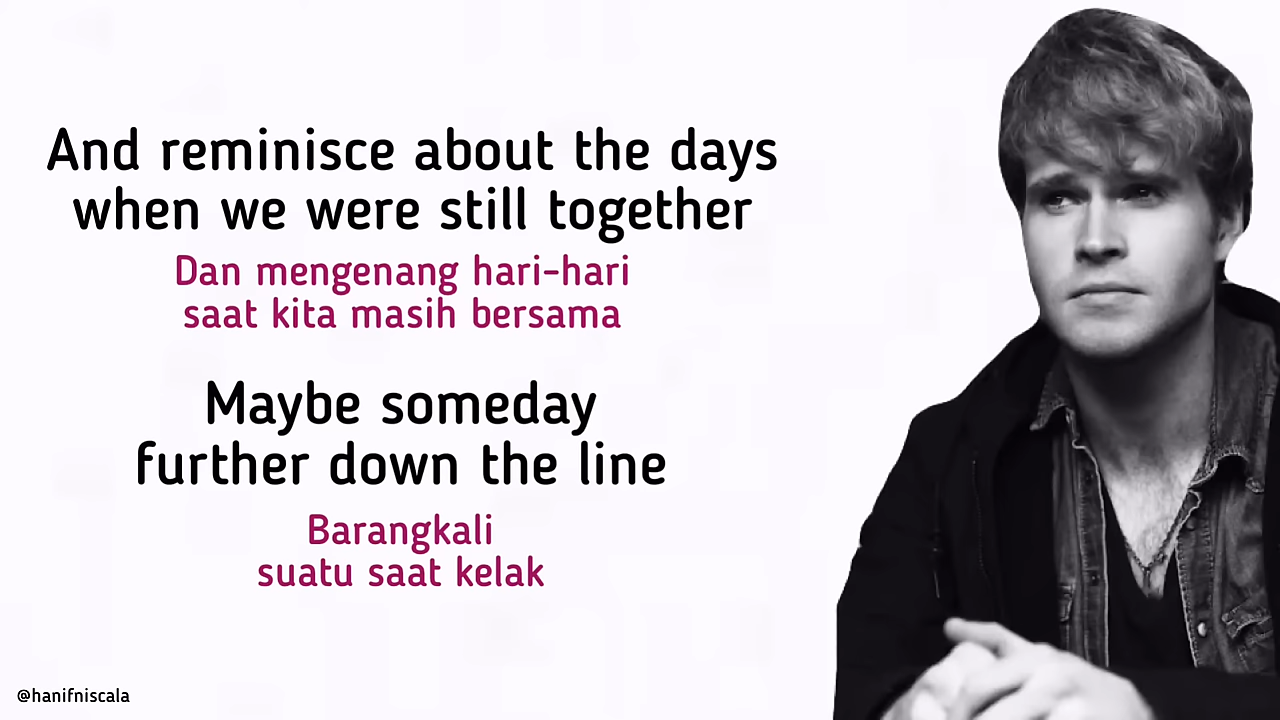 And reminisce about the days
when we were still together
Dan mengenang hari-hari
saat kita masih bersama
Maybe someday
further down the line
Barangkali
suatu saat kelak
@hanifniscala